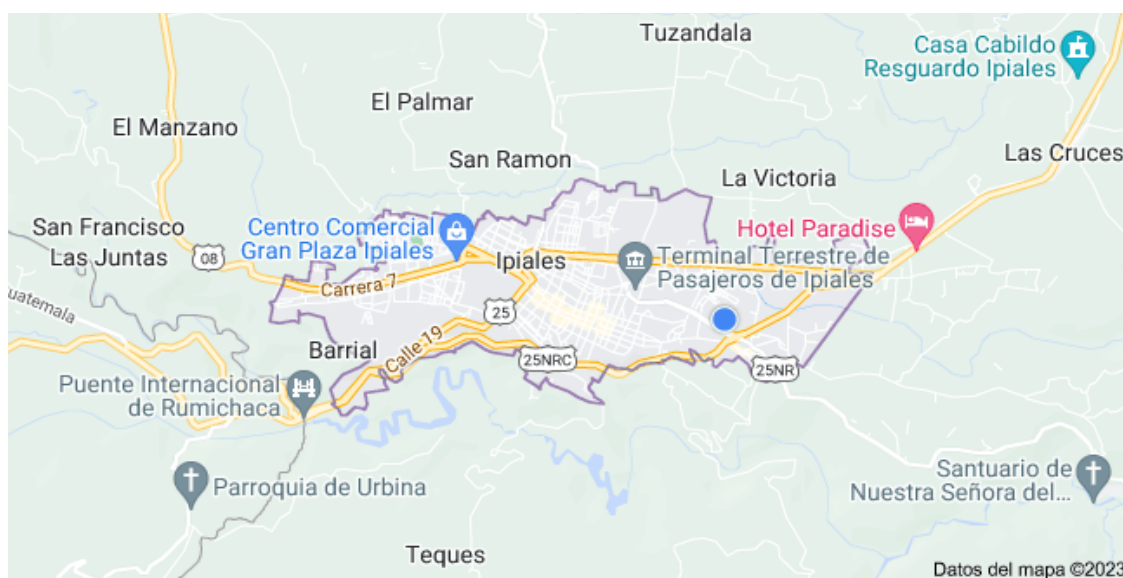 Tuzandala
Casa Cabildo
Resguardo Ipiales
El Palmar
El Manzano
San Ramon
Las Cruces
La Victoria
San Francisco
Las Juntas
08
Centro Comercial
Gran Plaza Ipiales
Hotel Paradise
Ipiales
Terminal Terrestre de
Pasajeros de Ipiales
Carrera 7
uatemala
25
Barrial
Calle 19
25NRC
25NR
Puente Internacional
de Rumichaca
Parroquia de Urbina
Santuario de
Nuestra Señora del...
Teques
Datos del mapa ©2023